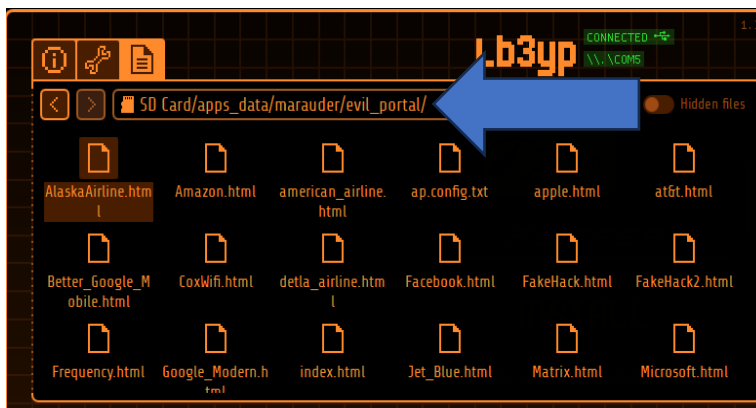 1.
CONNECTED
Lb3yp
\\.\COM5
SD Card/apps_data/marauder/evil_portal/
Hidden files
AlaskaAirline.htm
l
Amazon.html
american_airline.
html
ap.config.txt
apple.html
at&t.html
Better_Google_M
obile.html
CoxWifi.html
detla_airline.htm
l
Facebook.html
FakeHack.html
FakeHack2.html
Frequency.html
Google_Modern.h
tml
index.html
Jet_Blue.html
Matrix.html
Microsoft.html